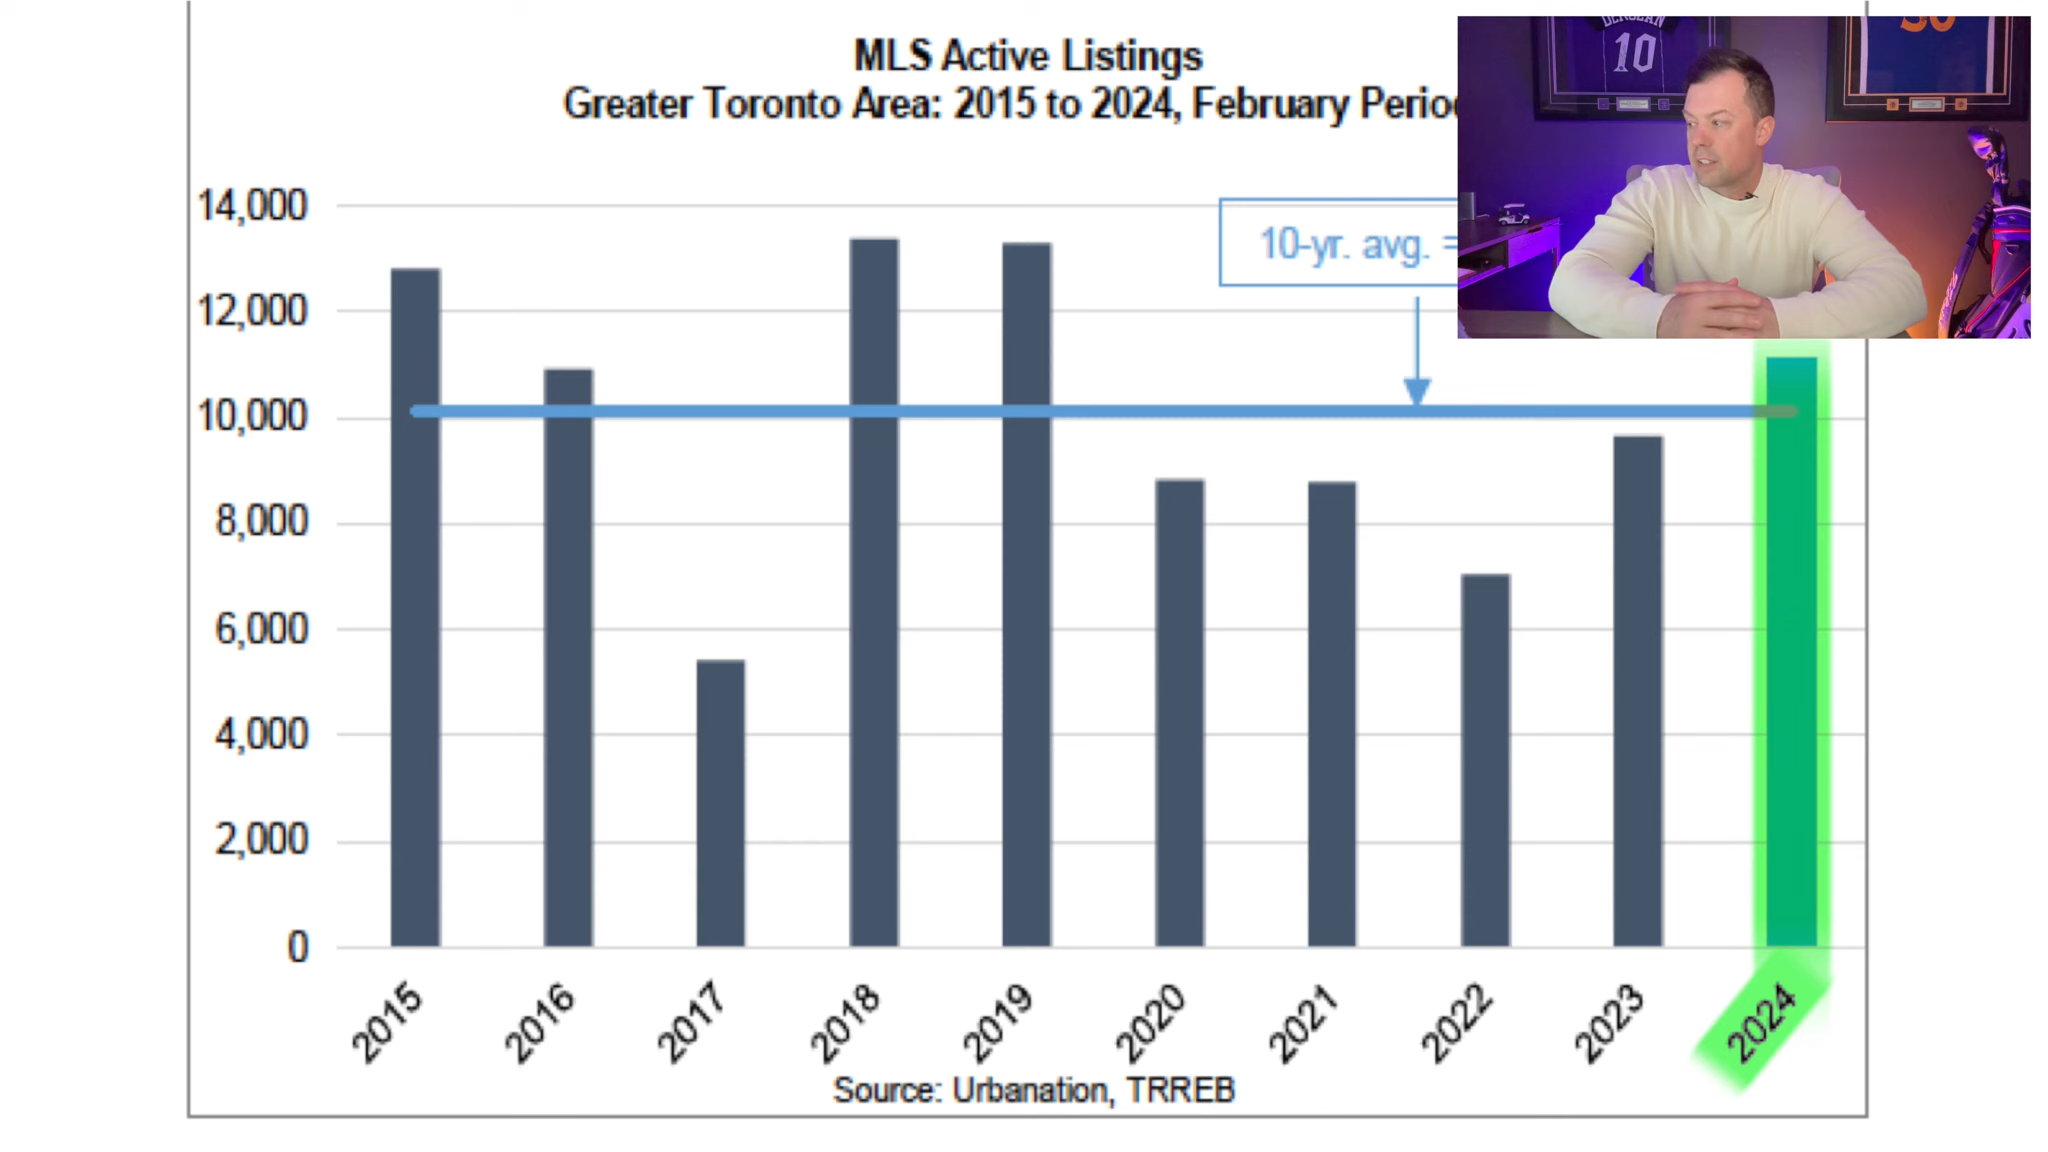 MLS Active Listings
Greater Toronto Area: 2015 to 2024, February
10-yr. avg. =
14,000
12,000
10,000
8,000
6,000
4,000
2,000
0
2015 2016 2017 2018 2019 2020 2021 2022 2023 2024
Source: Urbanation, TRREB
10